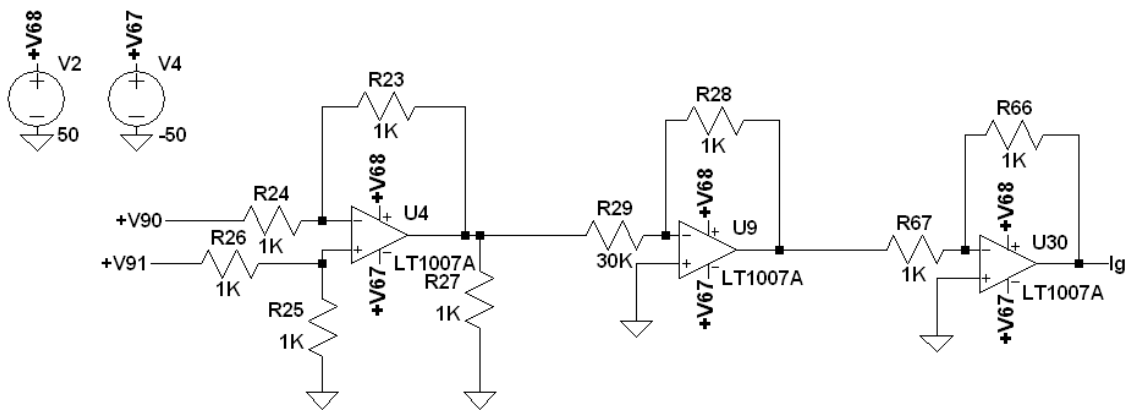 +V68
V2
50
+V67
V4
-50
R23
1K
R28
1K
R66
1K
+V90
R24
1K
+V68
U4
LT1007A
+V67
+V91
R26
1K
R25
1K
R27
1K
R29
30K
+V68
U9
LT1007A
+V67
R67
1K
+V68
U30
LT1007A
+V67
Ig